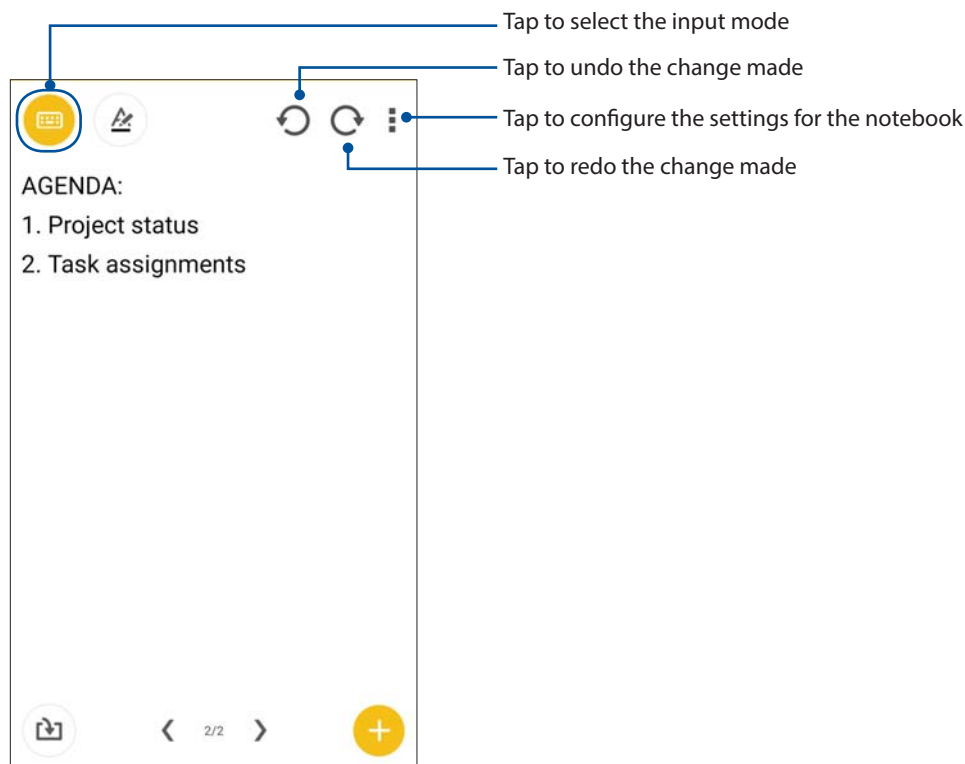 Tap to select the input mode
Tap to undo the change made
Tap to configure the settings for the notebook
Tap to redo the change made
AGENDA:
1. Project status
2. Task assignments
2/2